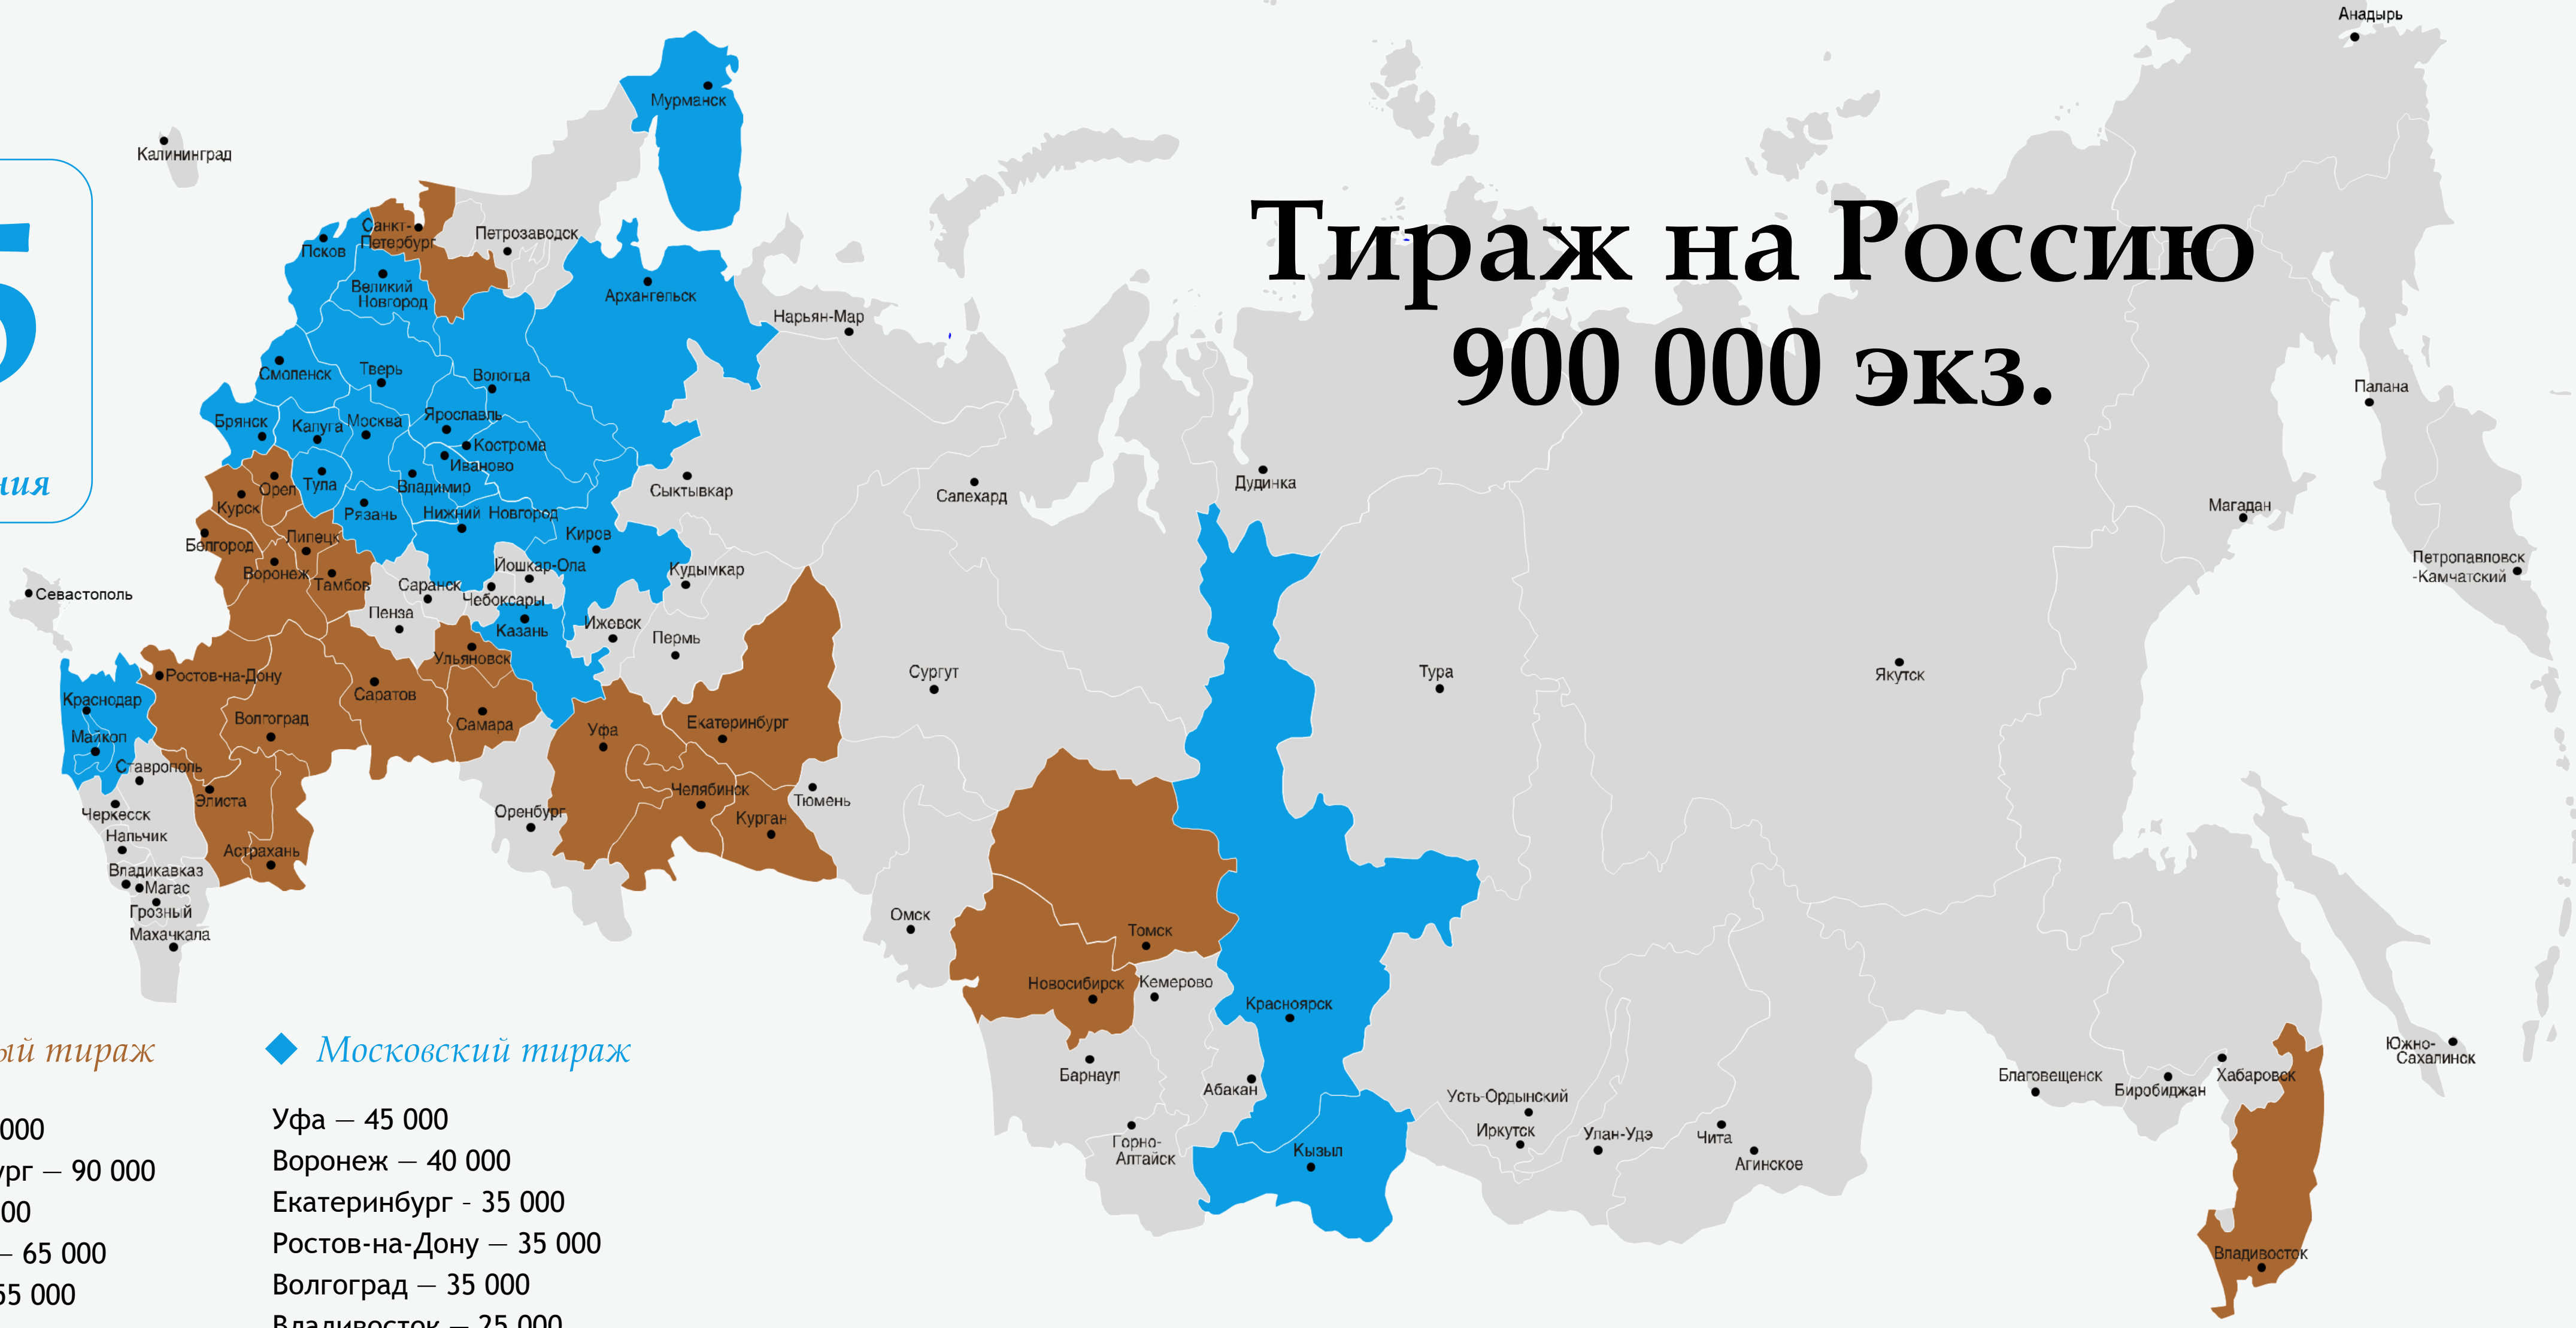 Анадырь
Мурманск
Калининград
5
Тираж на Россию
900 000 экз.
Санкт-
Петербург
Петрозаводск
Псков
Великий
Новгород
Архангельск
Нарьян-Мар
Смоленск
Тверь
Вологда
Палана
Брянск
Калуга
Москва
Ярославль
Кострома
Иваново
Орел
Тула
Владимир
Сыктывкар
Салехард
Дудинка
ния
Курск
Рязань
Нижний Новгород
Магадан
Белгород
Липецк
Киров
Воронеж
Тамбов
Саранск
Йошкар-Ола
Кудымкар
Петропавловск
-Камчатский
Севастополь
Пенза
Чебоксары
Казань
Ижевск
Пермь
Ульяновск
Ростов-на-Дону
Саратов
Сургут
Тура
Якутск
Краснодар
Волгоград
Самара
Уфа
Екатеринбург
Майкоп
Ставрополь
Элиста
Челябинск
Тюмень
Черкесск
Оренбург
Курган
Нальчик
Астрахань
Владикавказ
Магас
Грозный
Махачкала
Омск
Томск
Новосибирск
Кемерово
Красноярск
Барнаул
Абакан
Горно-
Алтайск
Кызыл
Усть-Ордынский
Иркутск
Улан-Удэ
Чита
Агинское
Благовещенск
Биробиджан
Хабаровск
Южно-
Сахалинск
Владивосток
ый тираж
000
ург — 90 000
00
— 65 000
55 000
Московский тираж
Уфа — 45 000
Воронеж — 40 000
Екатеринбург - 35 000
Ростов-на-Дону — 35 000
Волгоград — 35 000
Владивосток — 25 000